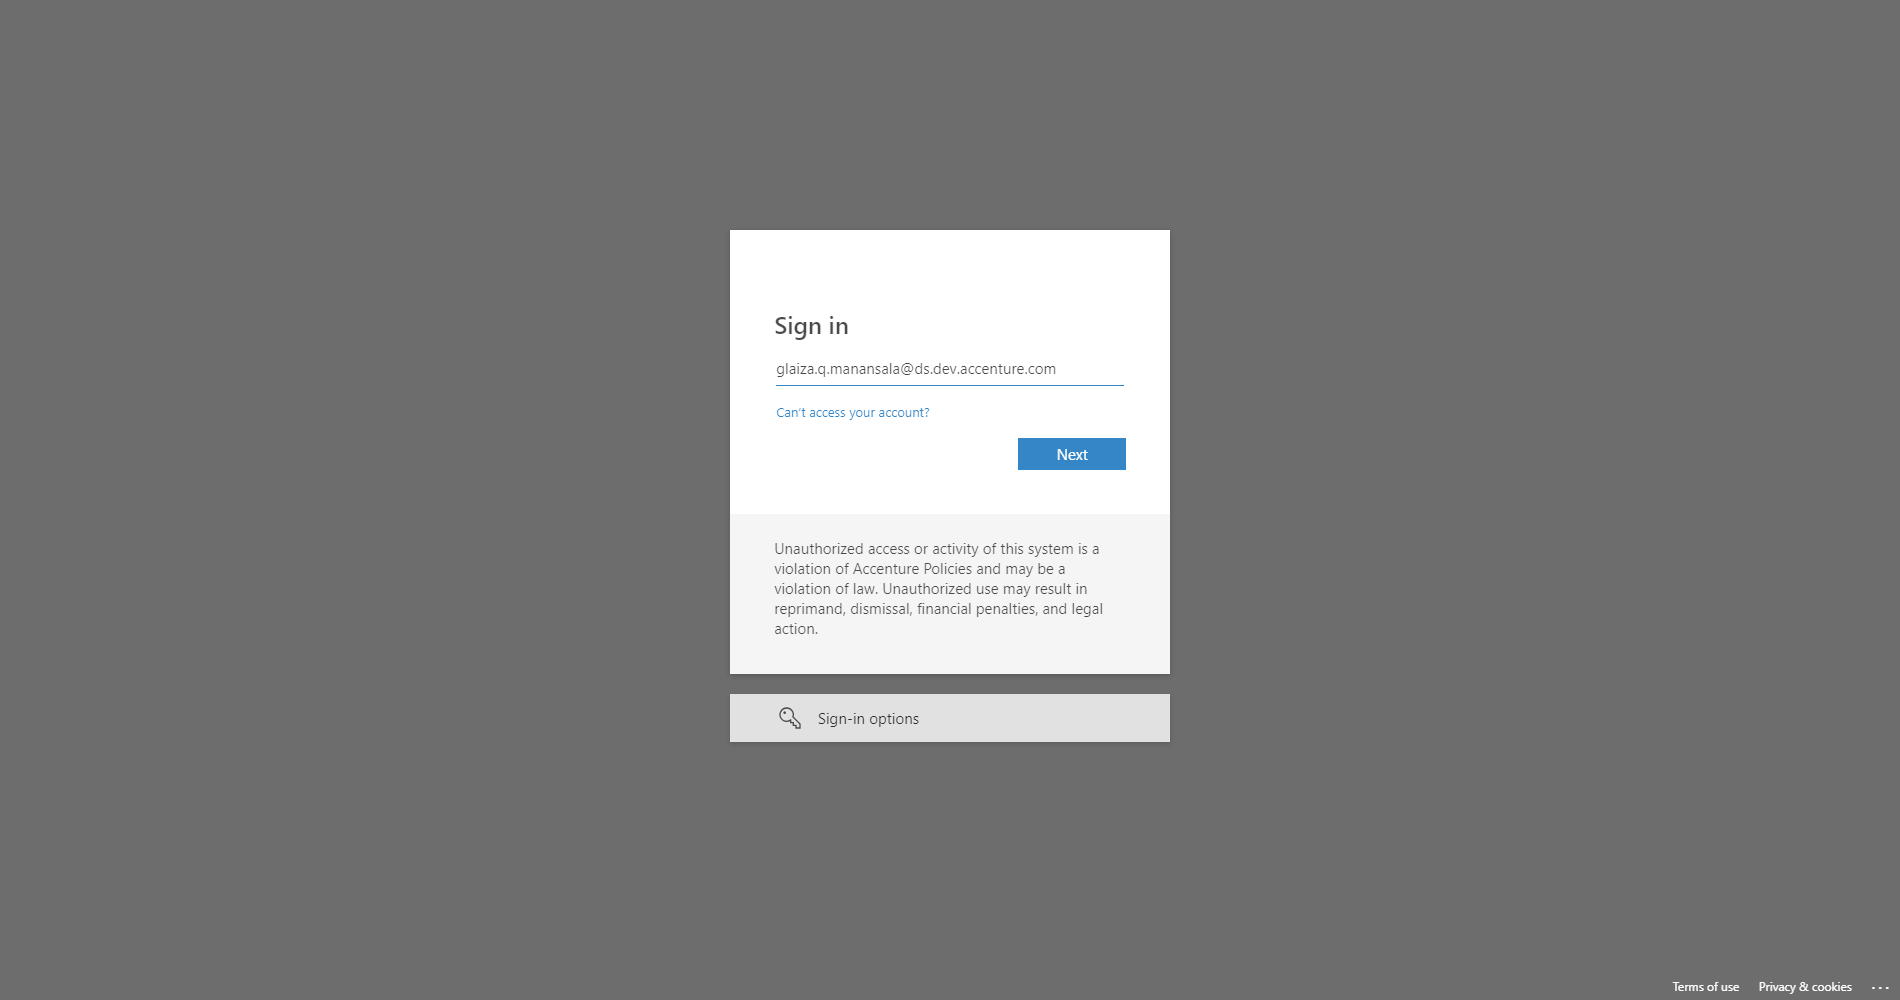 Sign in
glaiza.q.manansala@ds.dev.accenture.com
Can't access your account?
Next
Unauthorized access or activity of this system is a
violation of Accenture Policies and may be a
violation of law. Unauthorized use may result in
reprimand, dismissal, financial penalties, and legal
action.
Sign-in options
Terms of use Privacy & cookies ...